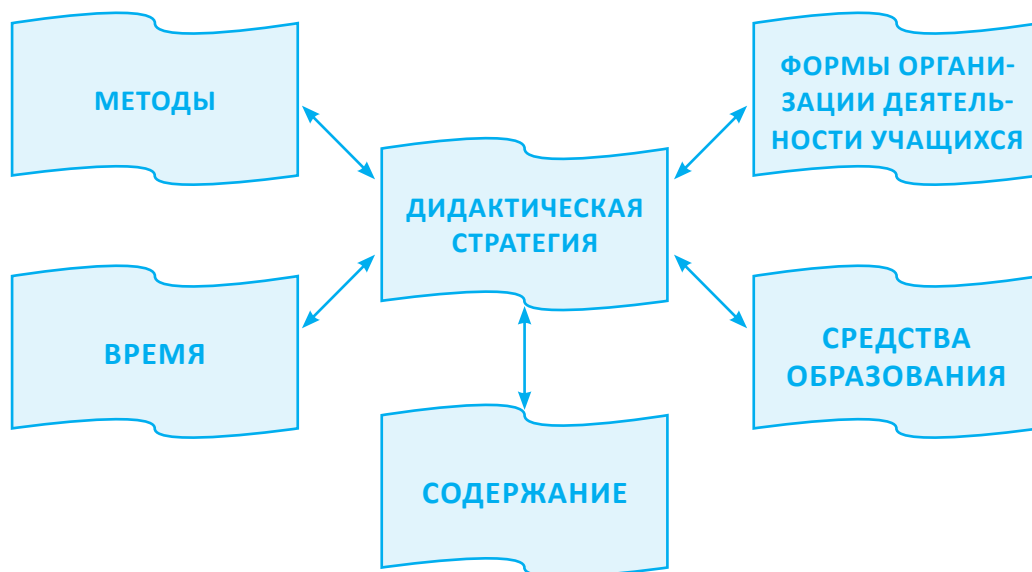 МЕТОДЫ
ФОРМЫ ОРГАНИ-
ЗАЦИИ ДЕЯТЕЛЬ-
НОСТИ УЧАЩИХСЯ
ДИДАКТИЧЕСКАЯ
СТРАТЕГИЯ
ВРЕМЯ
СРЕДСТВА
ОБРАЗОВАНИЯ
СОДЕРЖАНИЕ